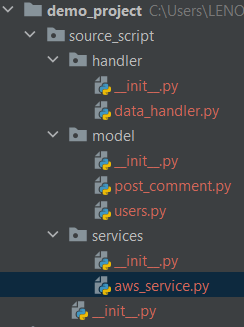 demo_project C:\Users\LENO
source_script
handler
__init__.py
data_handler.py
model
__init__.py
post_comment.py
users.py
services
__init__.py
aws_service.py
__init__.py